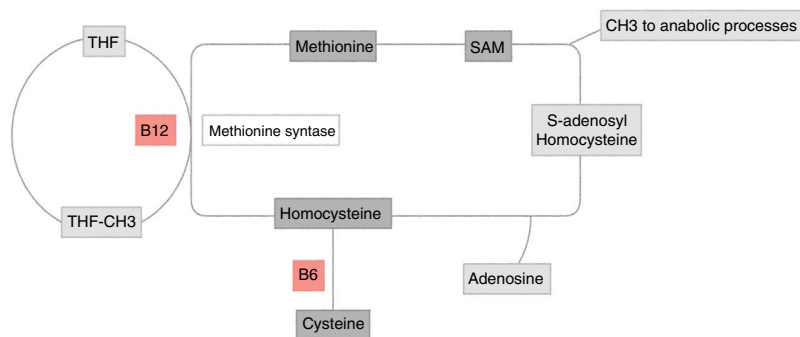 CH3 to anabolic processes
THF
Methionine
SAM
B12
Methionine syntase
S-adenosyl
Homocysteine
THF-CH3
Homocysteine
B6
Adenosine
Cysteine